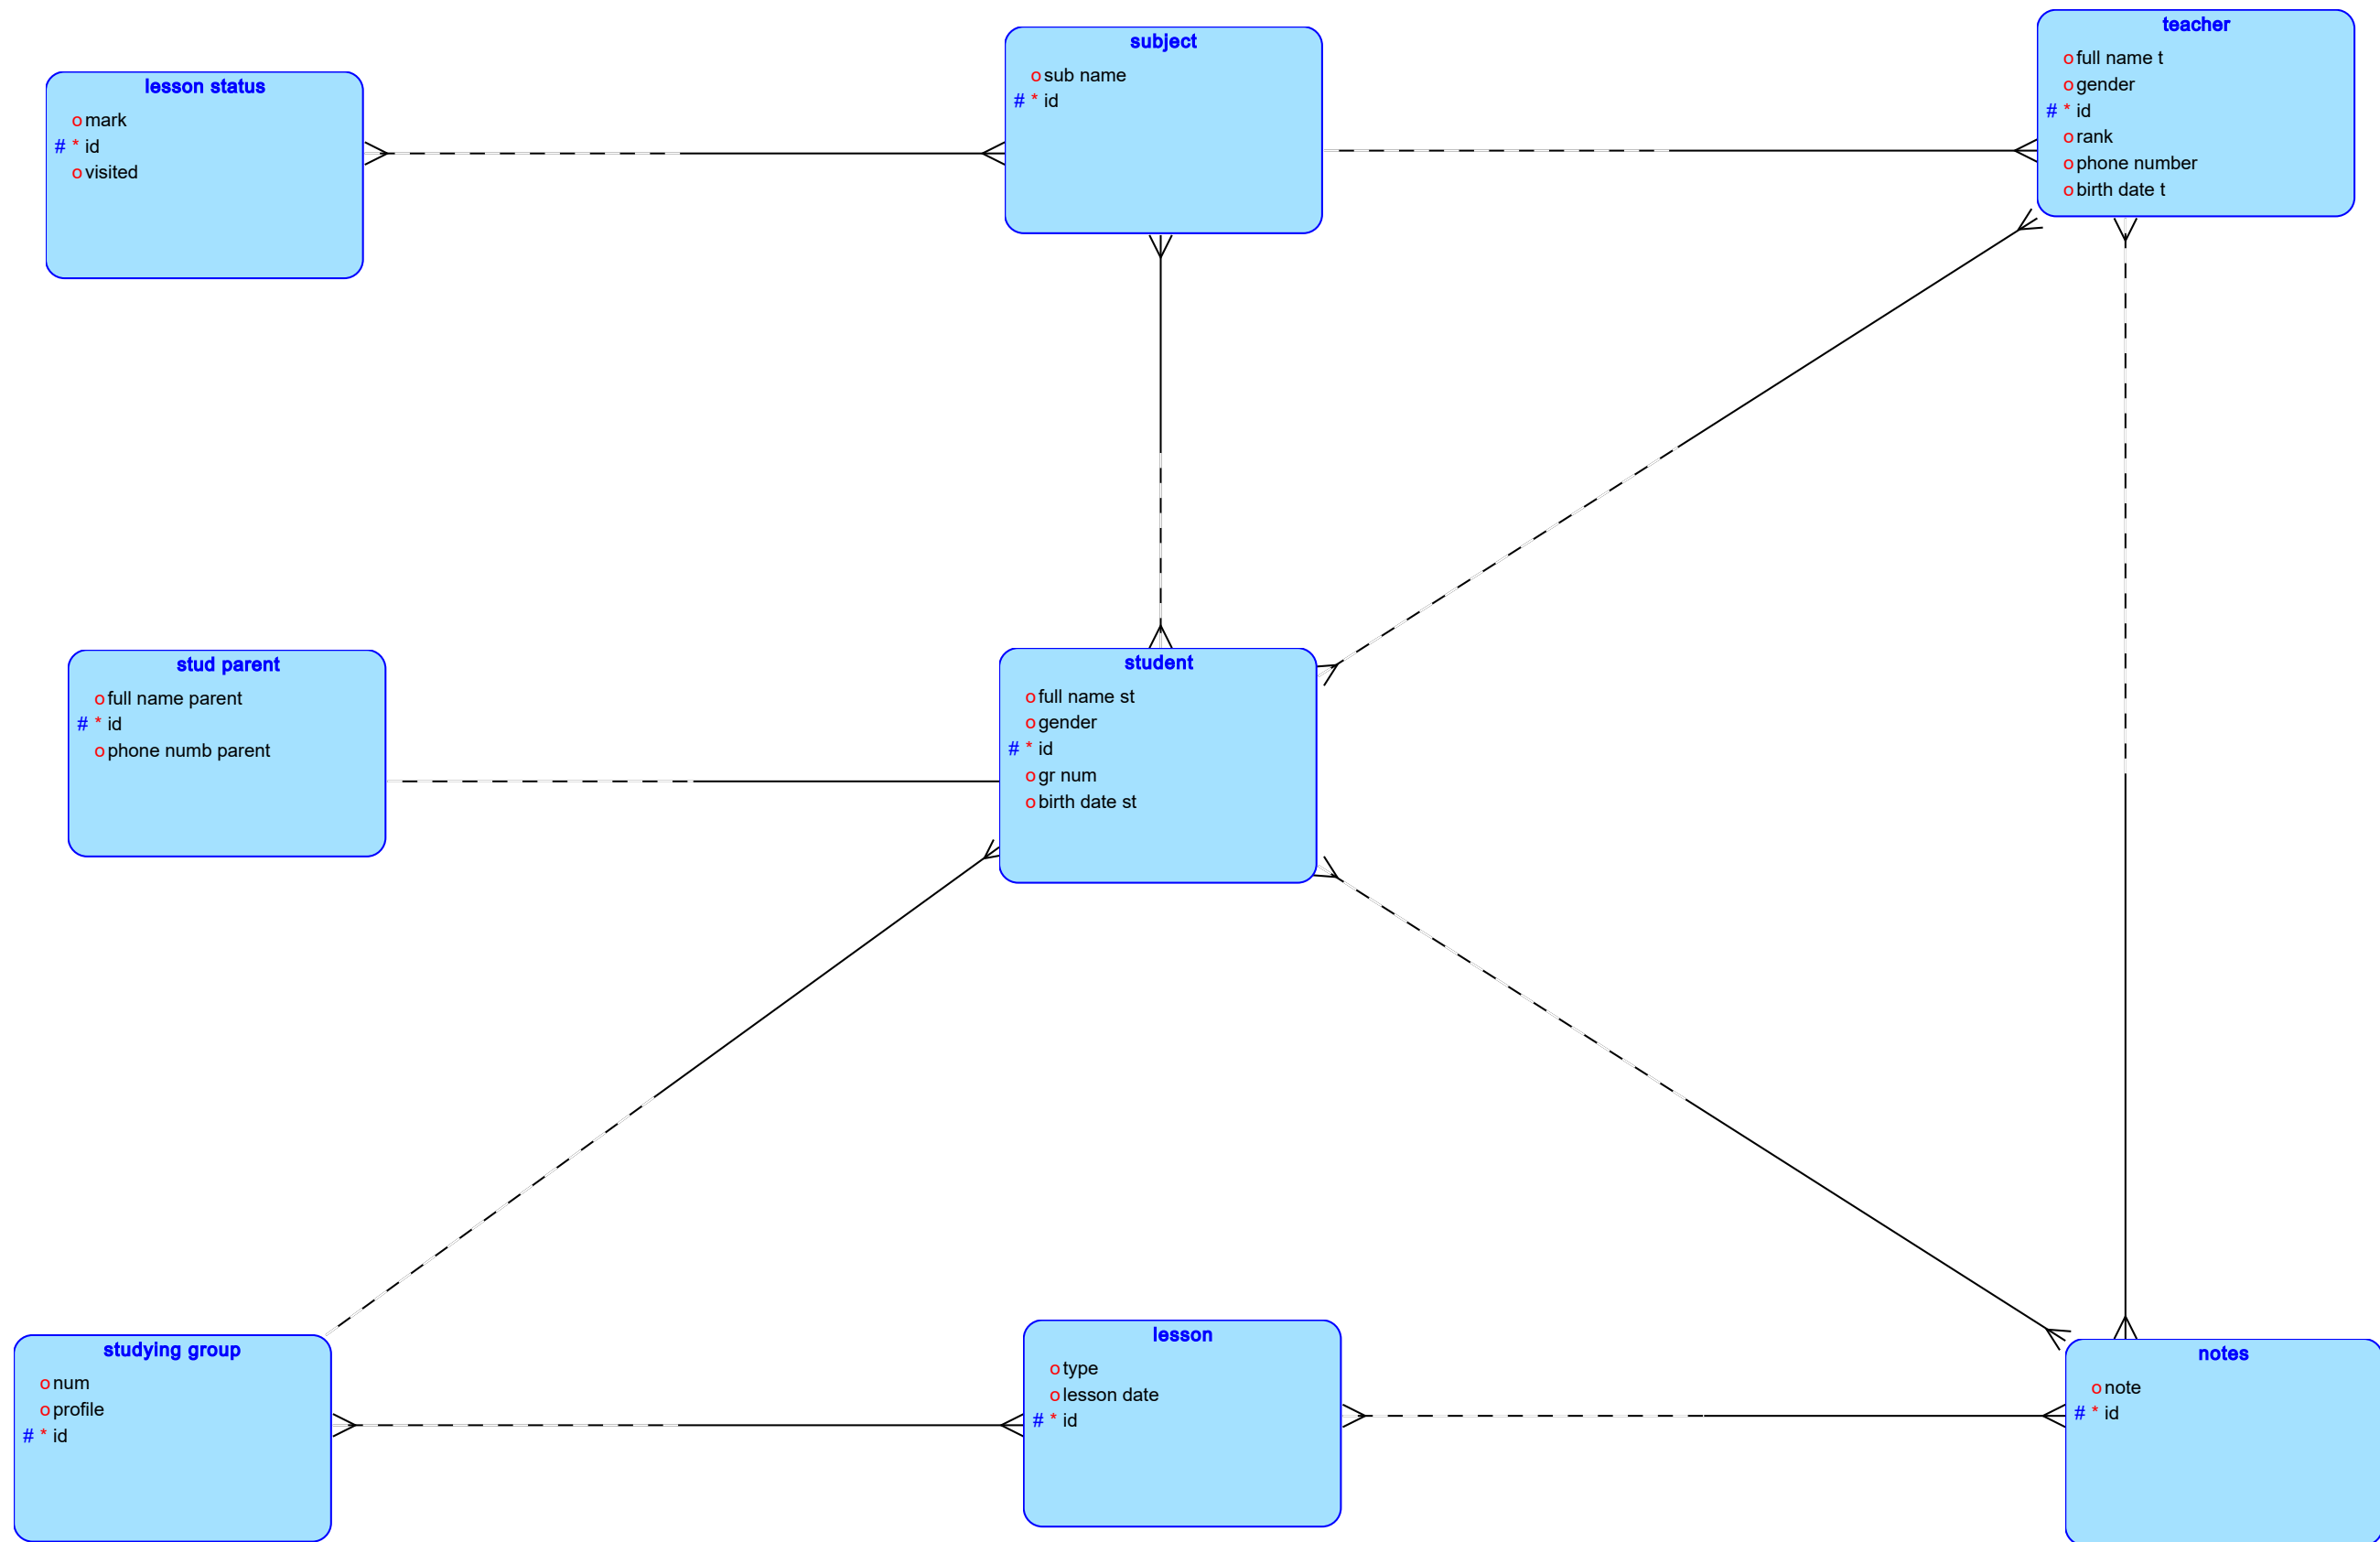 lesson status
o mark
# * id
o visited
subject
o sub name
# * id
teacher
o full name t
o gender
# * id
o rank
o phone number
o birth date t
stud parent
o full name parent
# * id
o phone numb parent
student
o full name st
o gender
# * id
o gr num
o birth date st
studying group
o num
o profile
# * id
lesson
o type
o lesson date
# * id
notes
o note
# * id